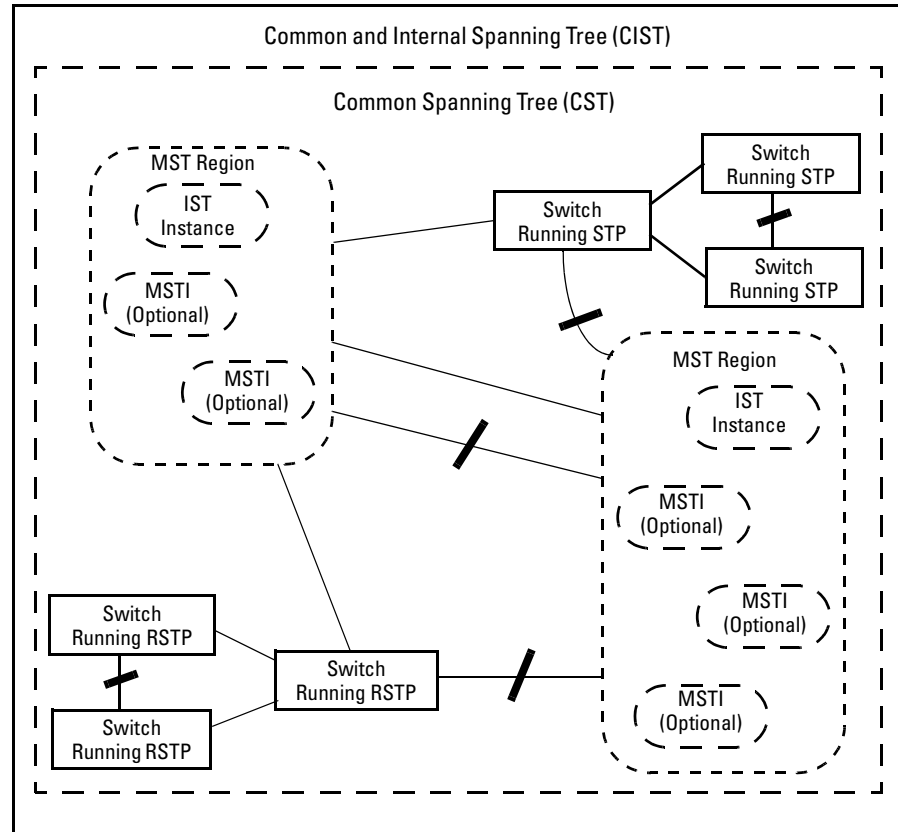 Common and Internal Spanning Tree (CIST)
Common Spanning Tree (CST)
MST Region
IST
Instance
MSTI
(Optional)
MSTI
(Optional)
Switch
Running STP
Switch
Running STP
Switch
Running STP
MST Region
IST
Instance
MSTI
(Optional)
MSTI
(Optional)
MSTI
(Optional)
Switch
Running RSTP
Switch
Running RSTP
Switch
Running RSTP